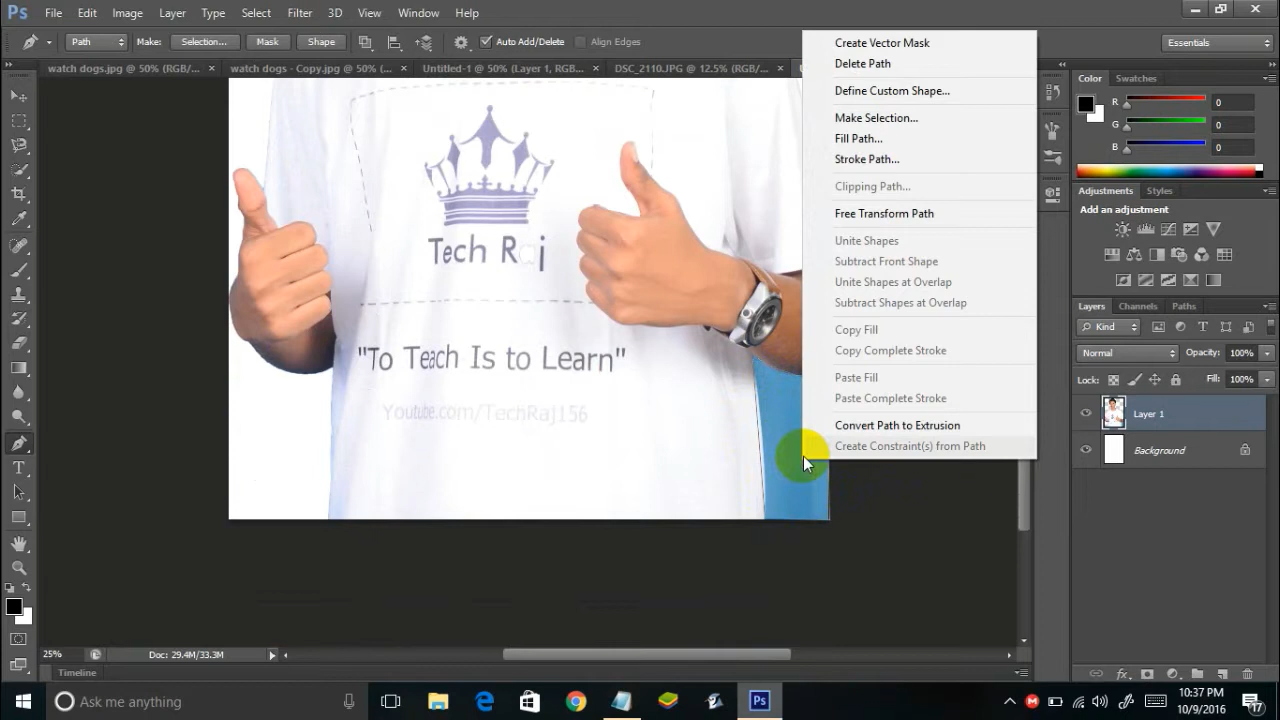 Ps File Edit Image Layer Type Select Filter 3D View Window Help
Path Make: Selection... Mask Shape Auto Add/Delete Align Edges Essentials
watch dogs.jpg @ 50% (RGB/... × watch dogs - Copy.jpg @ 50% (... × Untitled-1 @ 50% (Layer 1, RGB... × DSC_2110.JPG @ 12.5% (RGB/... ×
Create Vector Mask
Delete Path
Define Custom Shape...
Make Selection...
Fill Path...
Stroke Path...
Clipping Path...
Free Transform Path
Unite Shapes
Subtract Front Shape
Unite Shapes at Overlap
Subtract Shapes at Overlap
Copy Fill
Copy Complete Stroke
Paste Fill
Paste Complete Stroke
Convert Path to Extrusion
Create Constraint(s) from Path
Tech Raj
"To Teach Is to Learn"
Youtube.com/TechRaj156
Color Swatches
R 0
G 0
B 0
Adjustments Styles
Add an adjustment
Layers Channels Paths
Kind
Normal Opacity: 100%
Lock: Fill: 100%
Layer 1
Background
25% Doc: 29.4M/33.3M
Timeline
Ask me anything
Ps
10:37 PM
10/9/2016
17